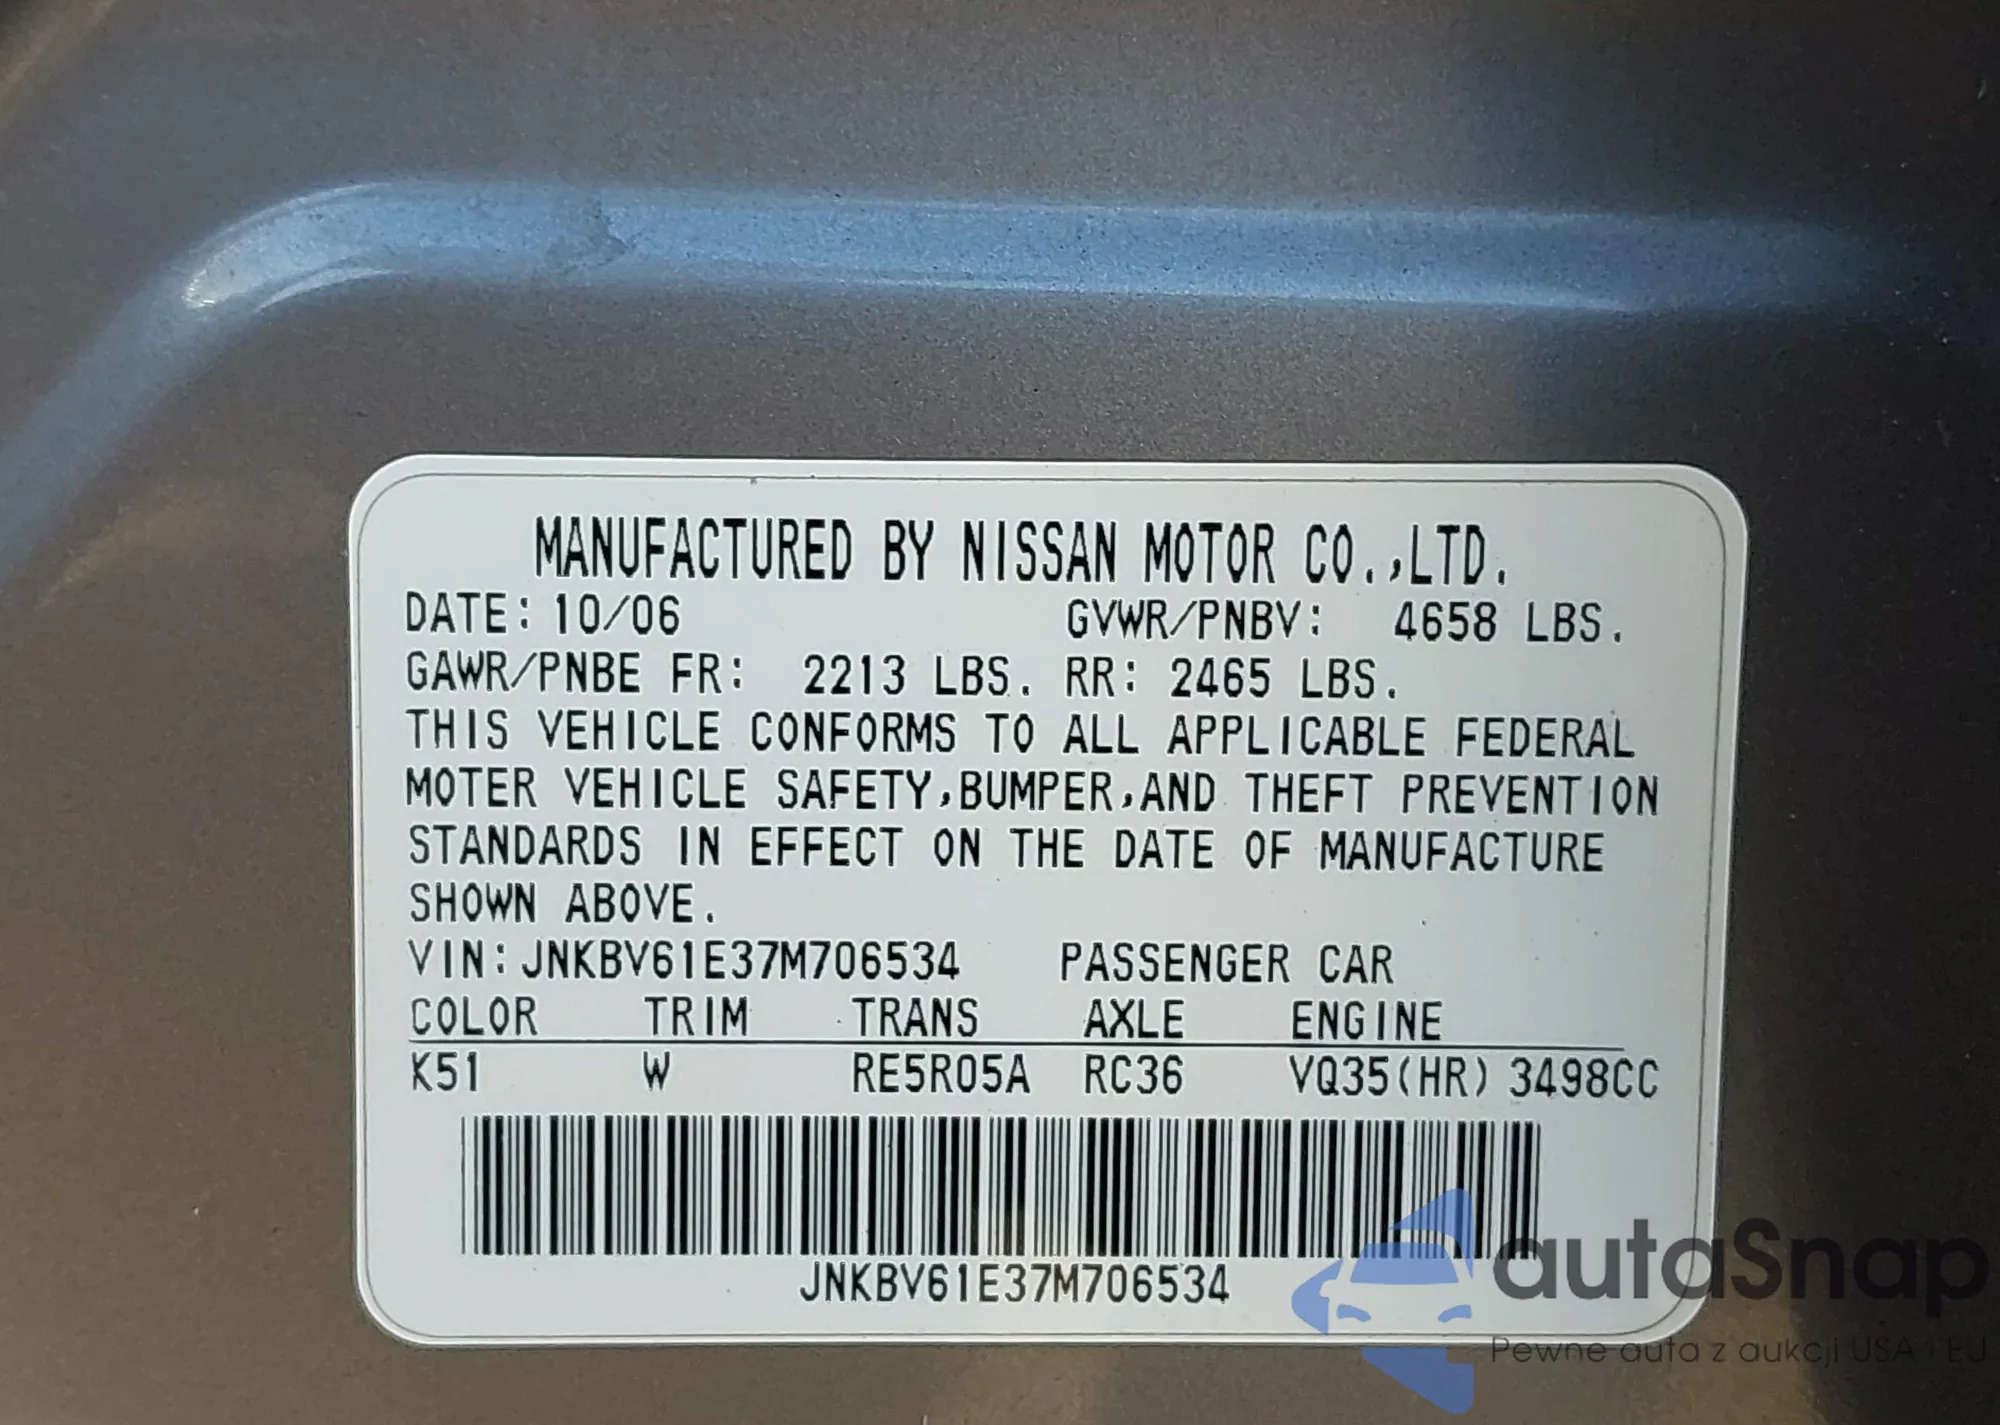 MANUFACTURED BY NISSAN MOTOR CO.,LTD.
DATE: 10/06 GVWR/PNBV: 4658 LBS.
GAWR/PNBE FR: 2213 LBS. RR: 2465 LBS.
THIS VEHICLE CONFORMS TO ALL APPLICABLE FEDERAL
MOTER VEHICLE SAFETY,BUMPER,AND THEFT PREVENTION
STANDARDS IN EFFECT ON THE DATE OF MANUFACTURE
SHOWN ABOVE.
VIN: JNKBV61E37M706534 PASSENGER CAR
COLOR TRIM TRANS AXLE ENGINE
K51 W RE5R05A RC36 VQ35(HR) 3498CC
JNKBV61E37M706534
autaSnap
Pewne auta z aukcji USA i EU